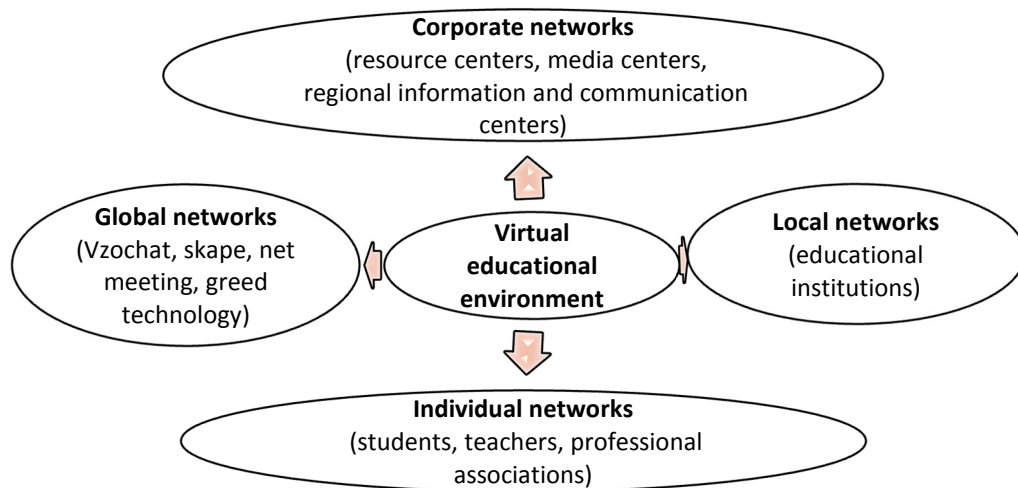 Corporate networks
(resource centers, media centers,
regional information and communication
centers)
Global networks
(Vzochat, skape, net
meeting, greed
technology)
Virtual
educational
environment
Local networks
(educational
institutions)
Individual networks
(students, teachers, professional
associations)